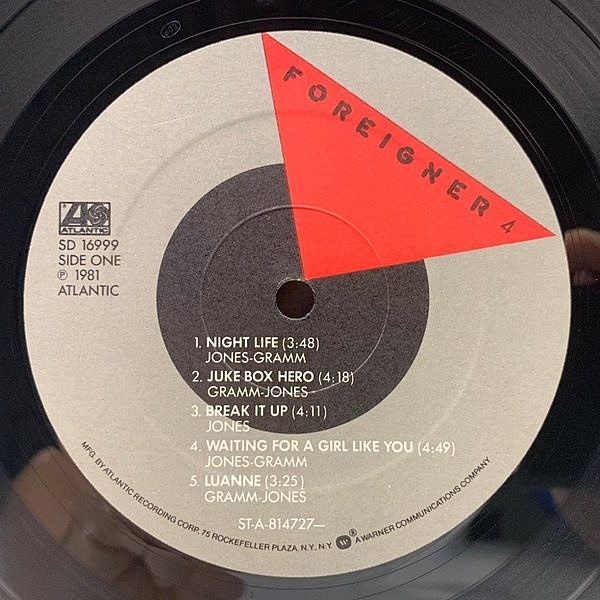 FOREIGNER 4
ATLANTIC
SD 16999
SIDE ONE
℗ 1981
ATLANTIC
1. NIGHT LIFE (3:48)
JONES-GRAMM
2. JUKE BOX HERO (4:18)
GRAMM-JONES
3. BREAK IT UP (4:11)
JONES
4. WAITING FOR A GIRL LIKE YOU (4:49)
JONES-GRAMM
5. LUANNE (3:25)
GRAMM-JONES
ST-A-814727—
MFG. BY ATLANTIC RECORDING CORP. 75 ROCKEFELLER PLAZA, N.Y., N.Y. ® A WARNER COMMUNICATIONS COMPANY